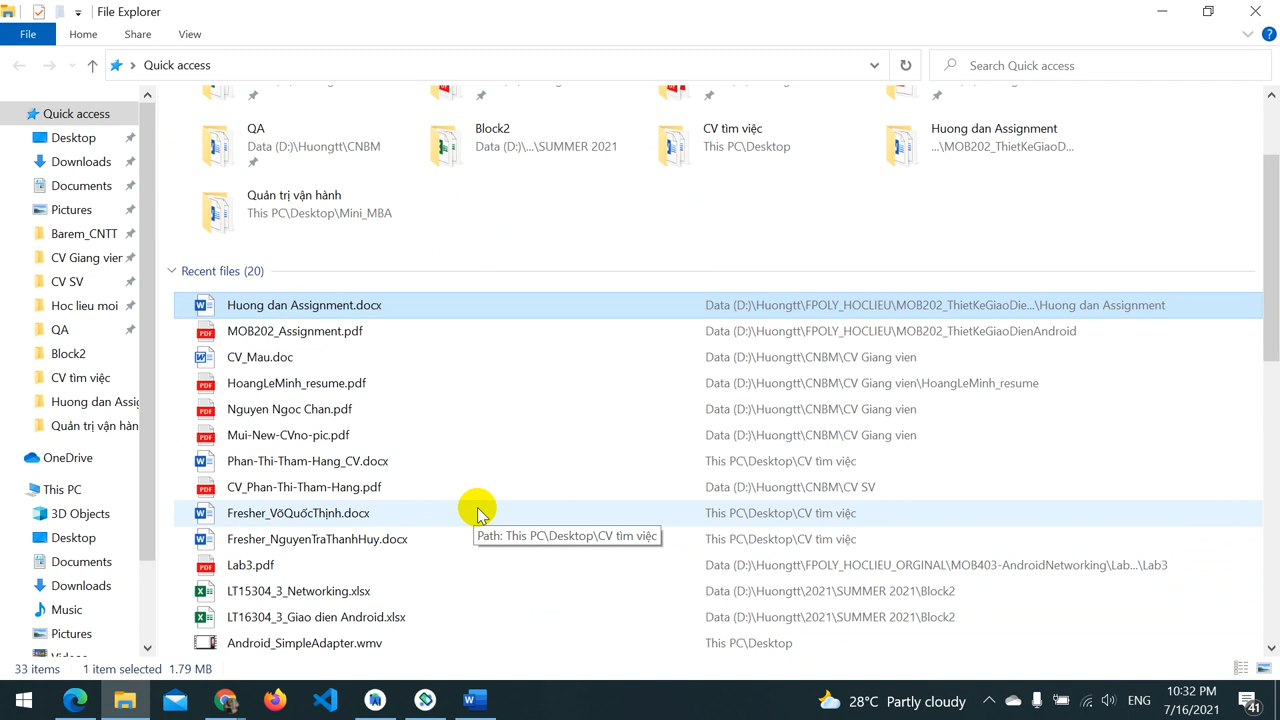 File Explorer
File Home Share View
Quick access Search Quick access
Quick access
Desktop
Downloads
Documents
Pictures
Barem_CNTT
CV Giang vier
CV SV
Hoc lieu moi
QA
Block2
CV tìm việc
Huong dan Assig
Quản trị vận hàn
OneDrive
This PC
3D Objects
Desktop
Documents
Downloads
Music
Pictures
QA
Data (D:)\Huongtt\CNBM
Block2
Data (D:)\...\SUMMER 2021
CV tìm việc
This PC\Desktop
Huong dan Assignment
...\MOB202_ThietKeGiaoD...
Quản trị vận hành
This PC\Desktop\Mini_MBA
Recent files (20)
Huong dan Assignment.docx Data (D:)\Huongtt\FPOLY_HOCLIEU\MOB202_ThietKeGiaoDie...\Huong dan Assignment
MOB202_Assignment.pdf Data (D:)\Huongtt\FPOLY_HOCLIEU\MOB202_ThietKeGiaoDienAndroid
CV_Mau.doc Data (D:)\Huongtt\CNBM\CV Giang vien
HoangLeMinh_resume.pdf Data (D:)\Huongtt\CNBM\CV Giang vien\HoangLeMinh_resume
Nguyen Ngoc Chan.pdf Data (D:)\Huongtt\CNBM\CV Giang vien
Mui-New-CVno-pic.pdf Data (D:)\Huongtt\CNBM\CV Giang vien
Phan-Thi-Tham-Hang_CV.docx This PC\Desktop\CV tìm việc
CV_Phan-Thi-Tham-Hang.pdf Data (D:)\Huongtt\CNBM\CV SV
Fresher_VõQuốcThịnh.docx This PC\Desktop\CV tìm việc
Path: This PC\Desktop\CV tìm việc
Fresher_NguyenTraThanhHuy.docx This PC\Desktop\CV tìm việc
Lab3.pdf Data (D:)\Huongtt\FPOLY_HOCLIEU_ORGINAL\MOB403-AndroidNetworking\Lab...\Lab3
LT15304_3_Networking.xlsx Data (D:)\Huongtt\2021\SUMMER 2021\Block2
LT16304_3_Giao dien Android.xlsx Data (D:)\Huongtt\2021\SUMMER 2021\Block2
Android_SimpleAdapter.wmv This PC\Desktop
33 items 1 item selected 1.79 MB
28°C Partly cloudy ENG
10:32 PM
7/16/2021
41